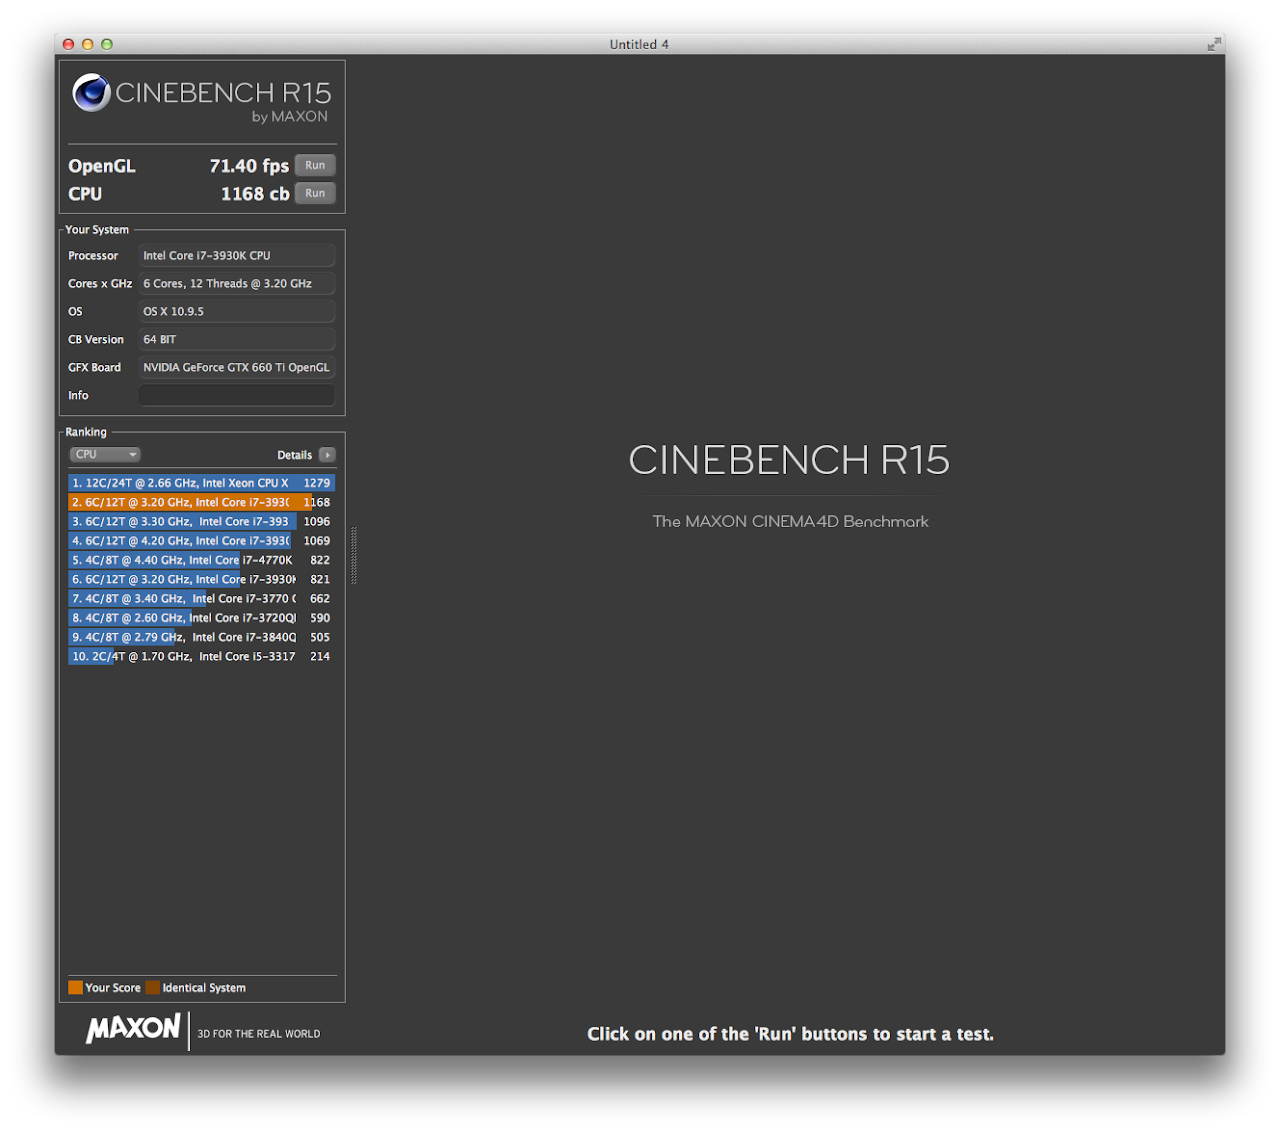 Untitled 4
CINEBENCH R15
by MAXON
OpenGL 71.40 fps Run
CPU 1168 cb Run
Your System
Processor Intel Core i7-3930K CPU
Cores x GHz 6 Cores, 12 Threads @ 3.20 GHz
OS OS X 10.9.5
CB Version 64 BIT
GFX Board NVIDIA GeForce GTX 660 Ti OpenGL
Info
Ranking
CPU Details
1. 12C/24T @ 2.66 GHz, Intel Xeon CPU X 1279
2. 6C/12T @ 3.20 GHz, Intel Core i7-3930 1168
3. 6C/12T @ 3.30 GHz, Intel Core i7-393 1096
4. 6C/12T @ 4.20 GHz, Intel Core i7-3930 1069
5. 4C/8T @ 4.40 GHz, Intel Core i7-4770K 822
6. 6C/12T @ 3.20 GHz, Intel Core i7-3930K 821
7. 4C/8T @ 3.40 GHz, Intel Core i7-3770 C 662
8. 4C/8T @ 2.60 GHz, Intel Core i7-3720Q 590
9. 4C/8T @ 2.79 GHz, Intel Core i7-3840Q 505
10. 2C/4T @ 1.70 GHz, Intel Core i5-3317 214
Your Score Identical System
MAXON 3D FOR THE REAL WORLD
CINEBENCH R15
The MAXON CINEMA4D Benchmark
Click on one of the 'Run' buttons to start a test.